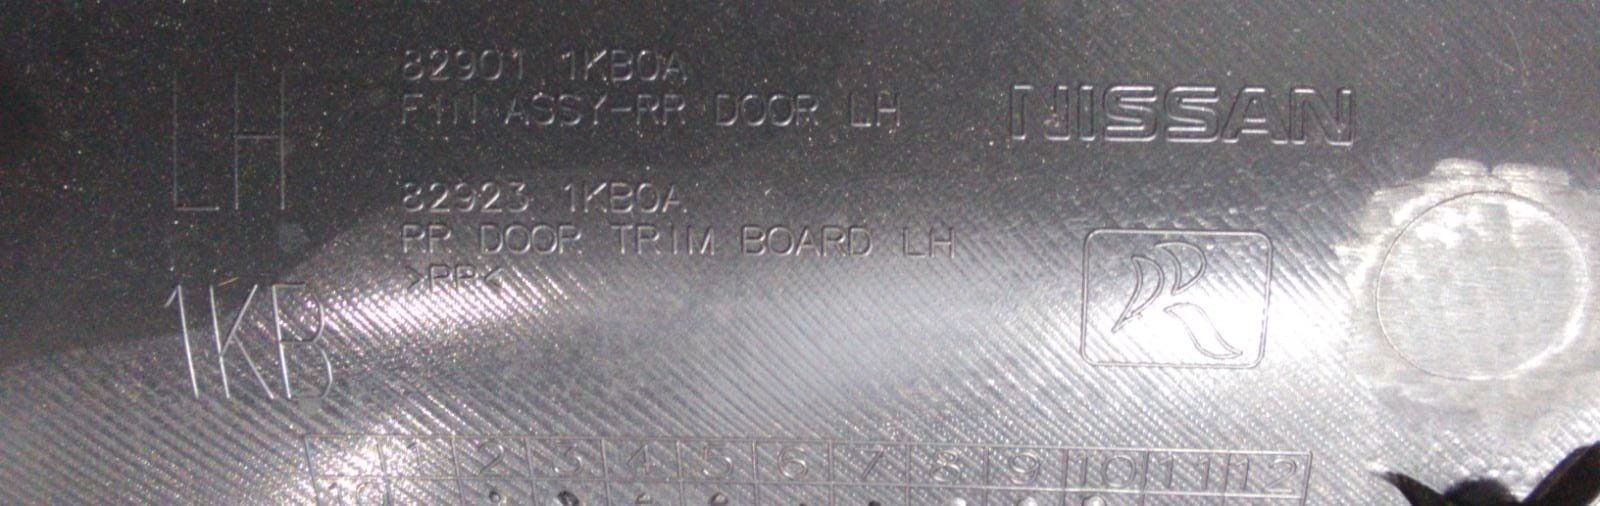 LH
82901 1KB0A
FIN ASSY-RR DOOR LH
NISSAN
82923 1KB0A
RR DOOR TRIM BOARD LH
>PP<
1KB
R
1 2 3 4 5 6 7 8 9 10 11 12
10